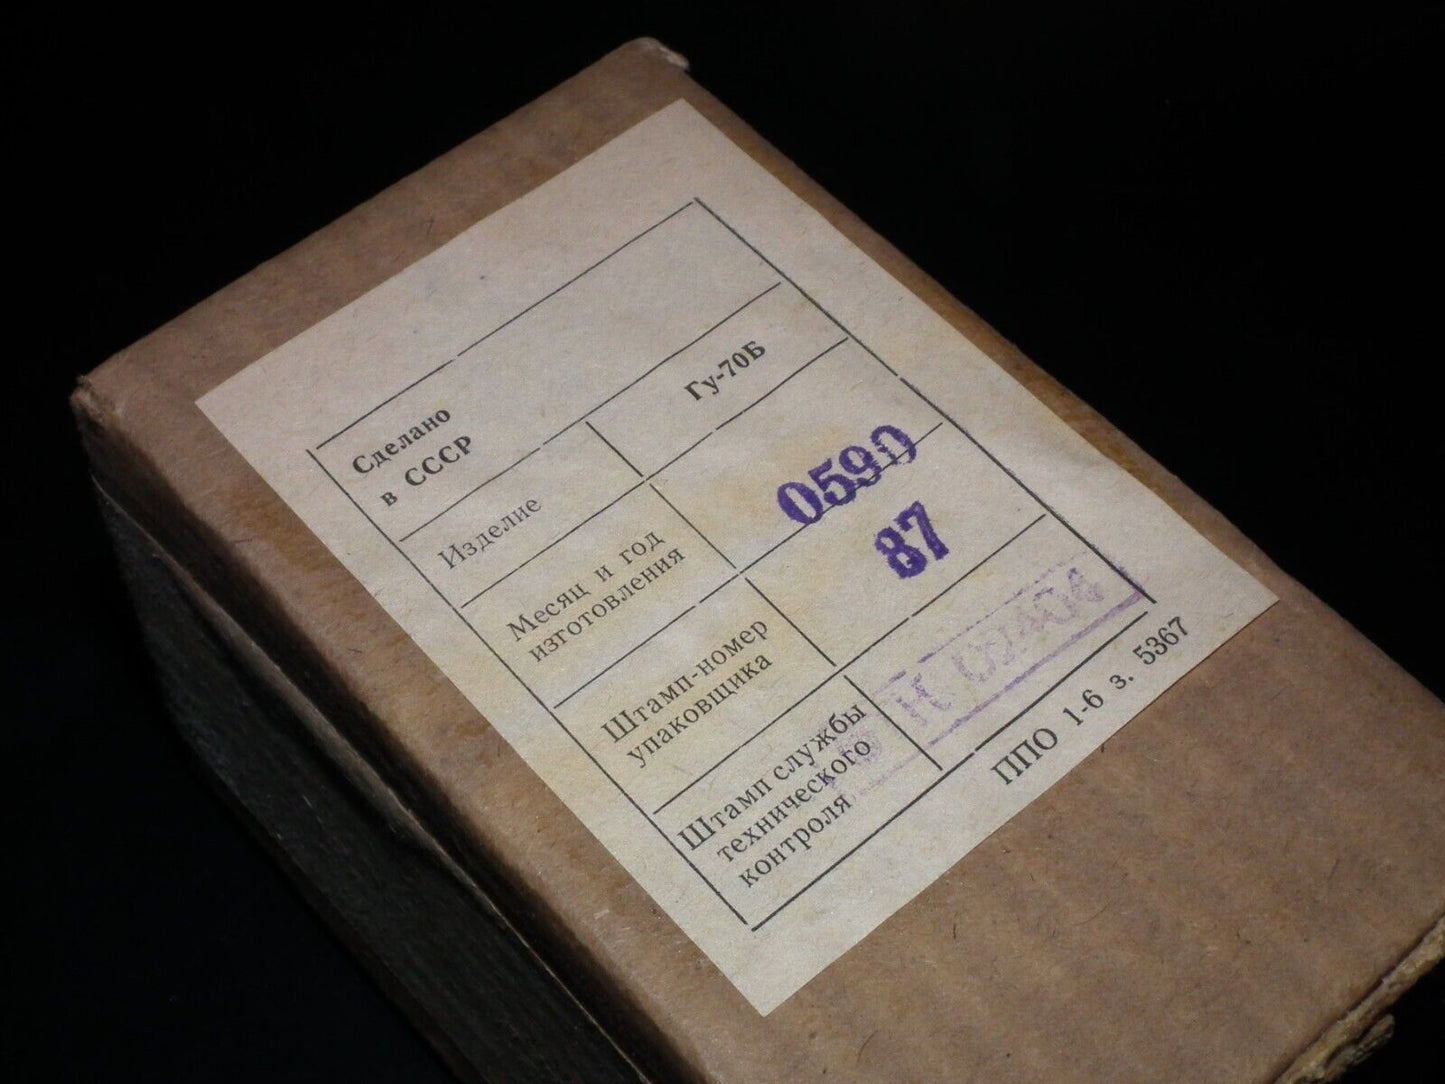 Сделано
в СССР
Изделие Гу-70Б
Месяц и год
изготовления 0590
Штамп-номер
упаковщика 87
Штамп службы
технического
контроля
ППО 1-6 з. 5367